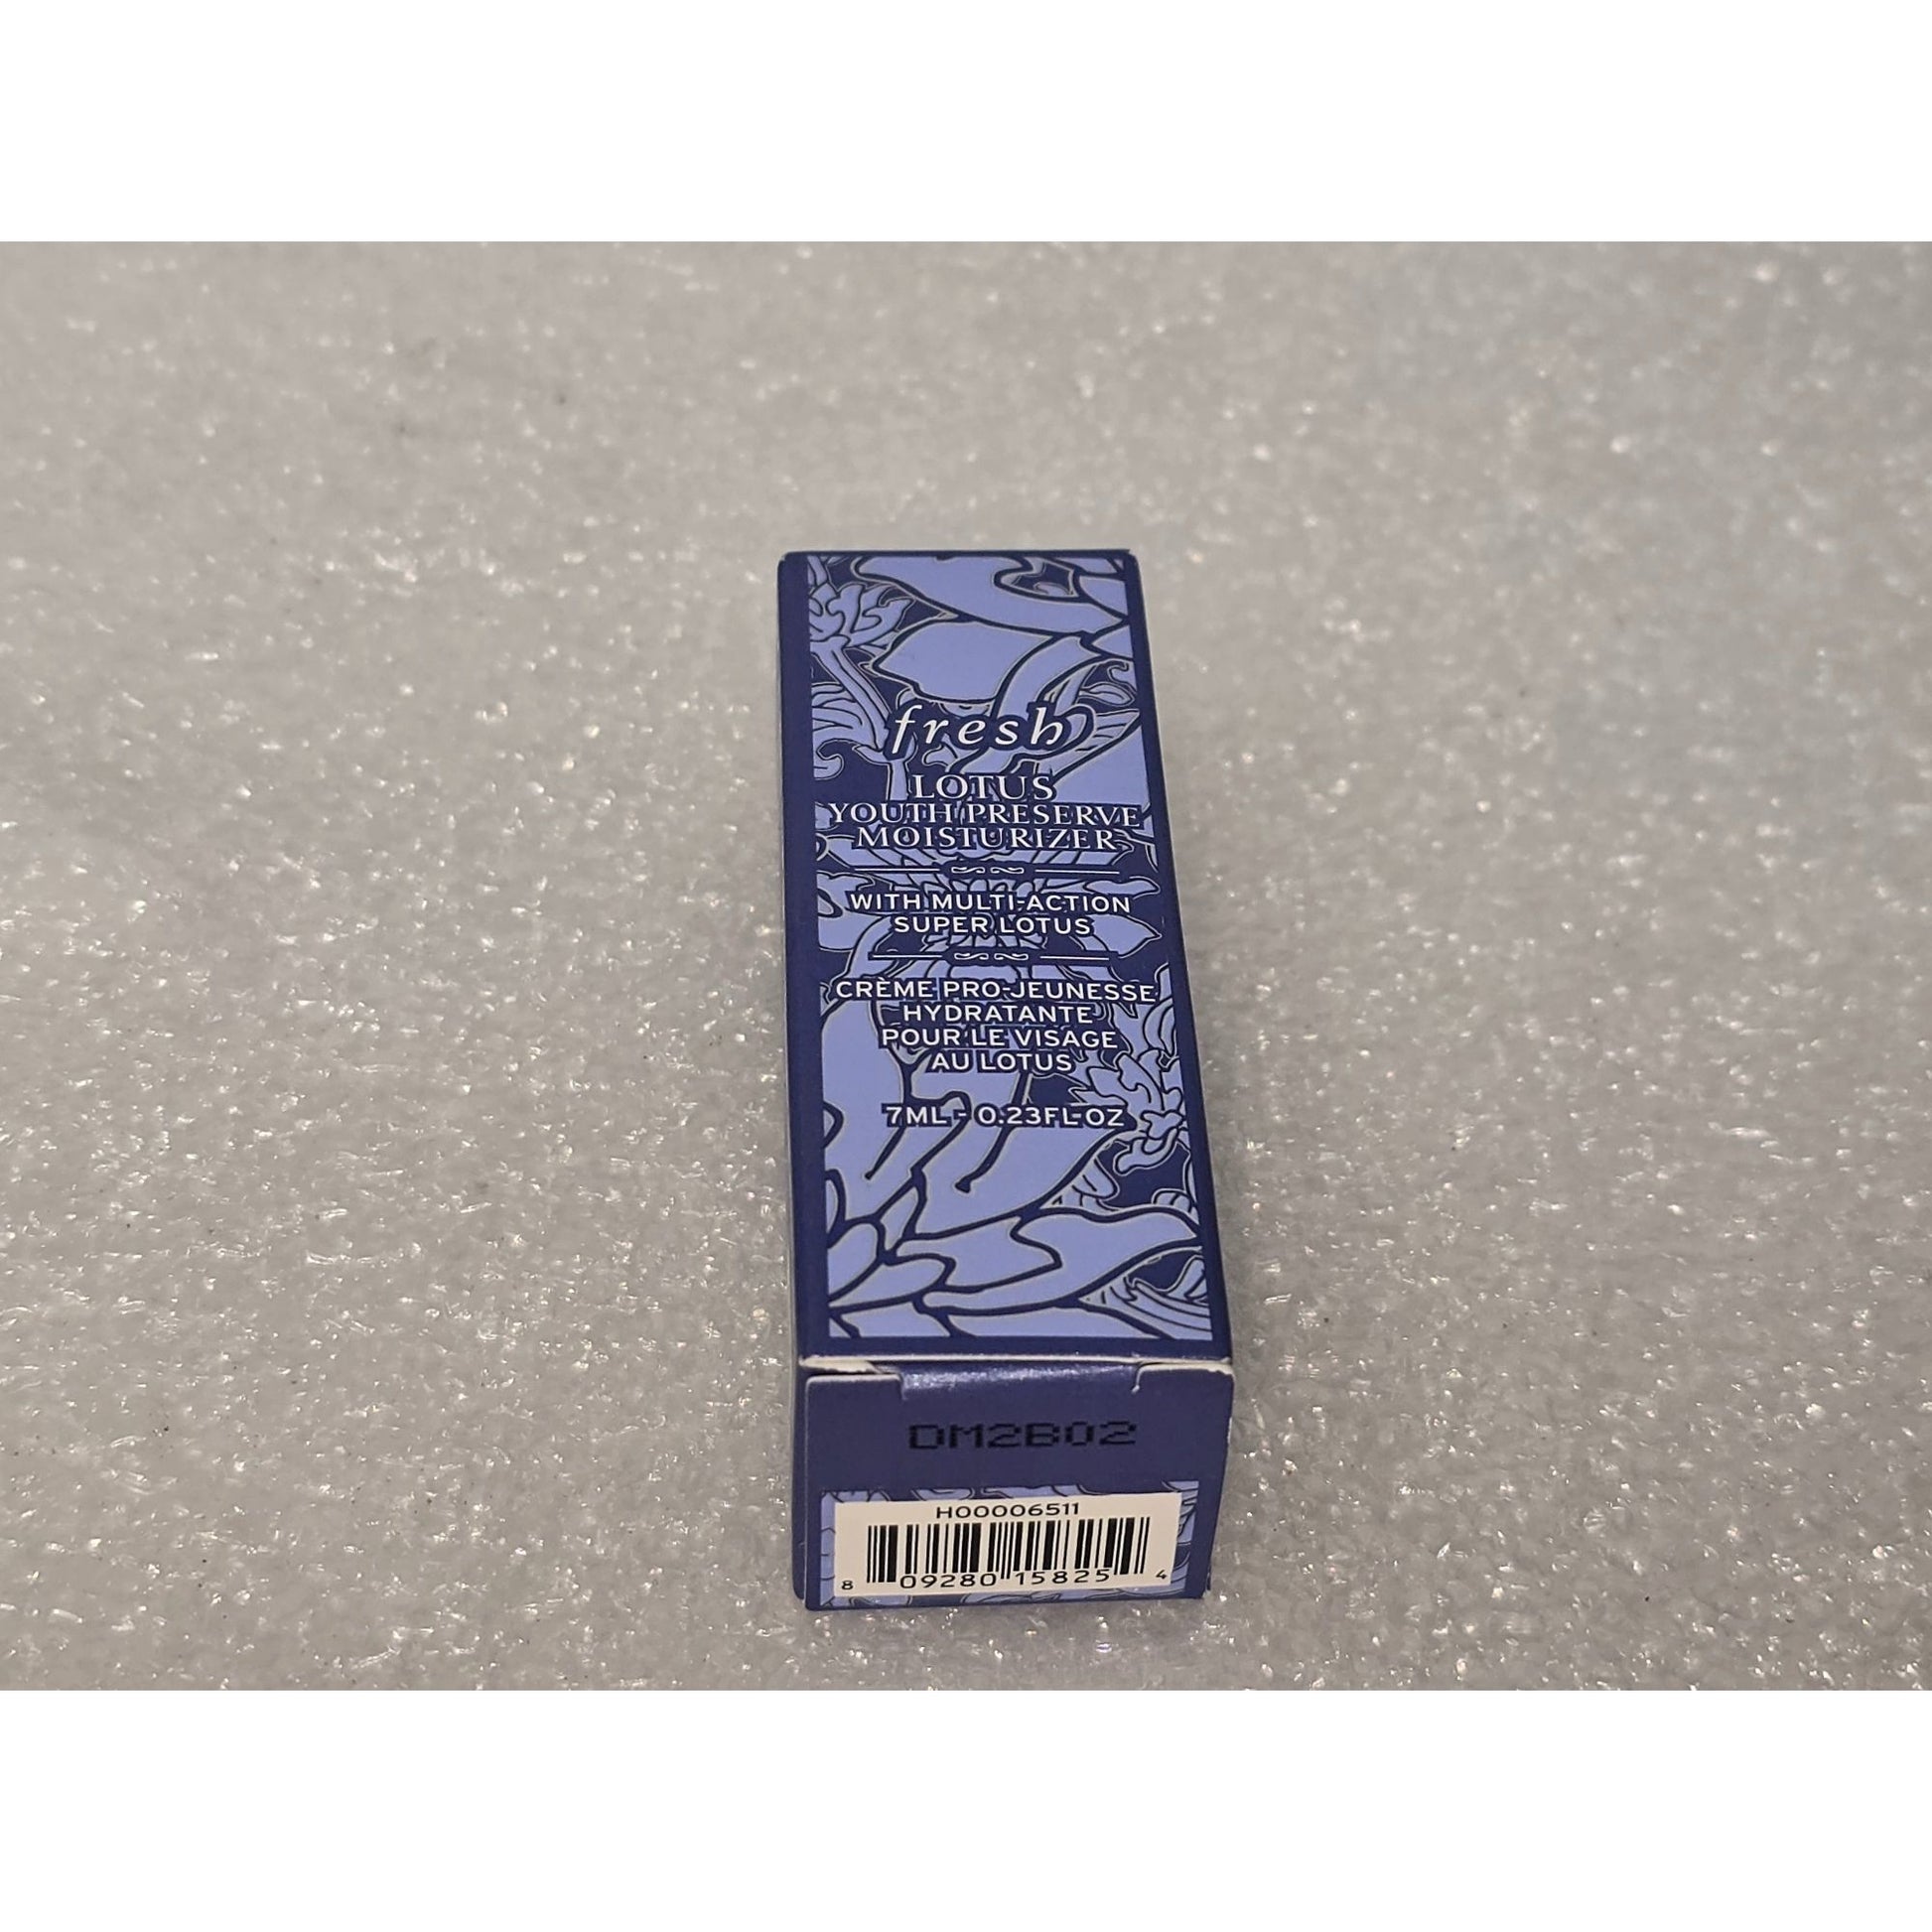 fresh
LOTUS
YOUTH PRESERVE
MOISTURIZER
WITH MULTI-ACTION
SUPER LOTUS
CRÈME PRO-JEUNESSE
HYDRATANTE
POUR LE VISAGE
AU LOTUS
7ML - 0.23FL-OZ
DM2B02
H00006511
8 09280 15825 4